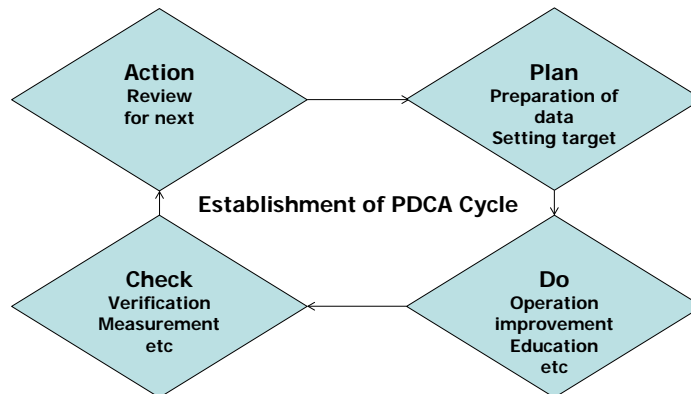 Action
Review
for next
Plan
Preparation of
data
Setting target
Establishment of PDCA Cycle
Check
Verification
Measurement
etc
Do
Operation
improvement
Education
etc